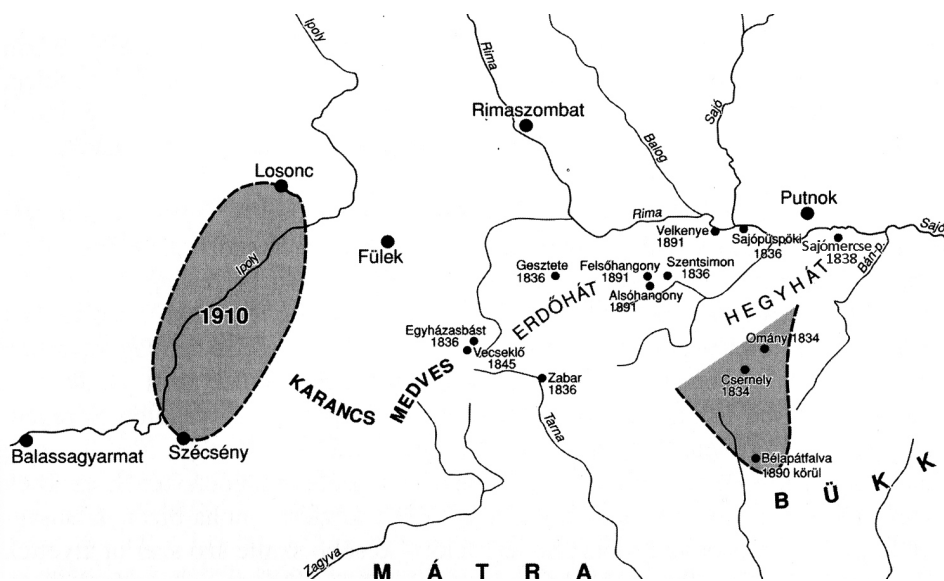 Ipoly
Rima
Rimaszombat
Balog
Sajó
Losonc
Putnok
Rima
Sajó
Velkenye
1891
Sajópüspöki
1836
Sajómercse
1838
Bán-p.
Fülek
Ipoly
Gesztete
1836
Felsőhangony
1891
Szentsimon
1836
Alsóhangony
1891
ERDŐHÁT
HEGYHÁT
1910
Egyházasbást
1836
Vecseklő
1845
Omány 1834
Csernely
1834
KARANCS
MEDVES
Zabar
1836
Tarna
Balassagyarmat
Szécsény
Bélapátfalva
1890 körül
BÜKK
Zagyva
MÁTRA